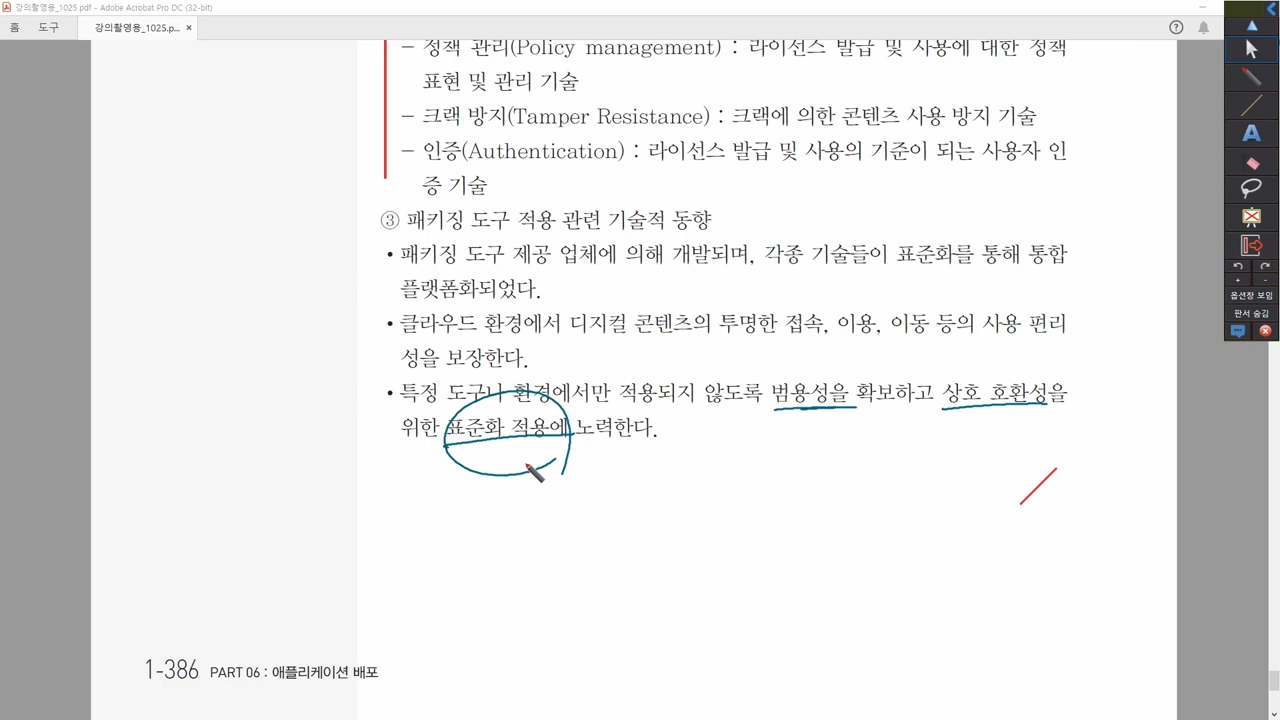 강의촬영용_1025.pdf - Adobe Acrobat Pro DC (32-bit)
홈 도구 강의촬영용_1025.p... ×
– 정책 관리(Policy management) : 라이선스 발급 및 사용에 대한 정책
표현 및 관리 기술
– 크랙 방지(Tamper Resistance) : 크랙에 의한 콘텐츠 사용 방지 기술
– 인증(Authentication) : 라이선스 발급 및 사용의 기준이 되는 사용자 인
증 기술
③ 패키징 도구 적용 관련 기술적 동향
• 패키징 도구 제공 업체에 의해 개발되며, 각종 기술들이 표준화를 통해 통합
플랫폼화되었다.
• 클라우드 환경에서 디지컬 콘텐츠의 투명한 접속, 이용, 이동 등의 사용 편리
성을 보장한다.
• 특정 도구나 환경에서만 적용되지 않도록 범용성을 확보하고 상호 호환성을
위한 표준화 적용에 노력한다.
1-386 PART 06 : 애플리케이션 배포
A
+ -
옵션창 보임
판서 숨김